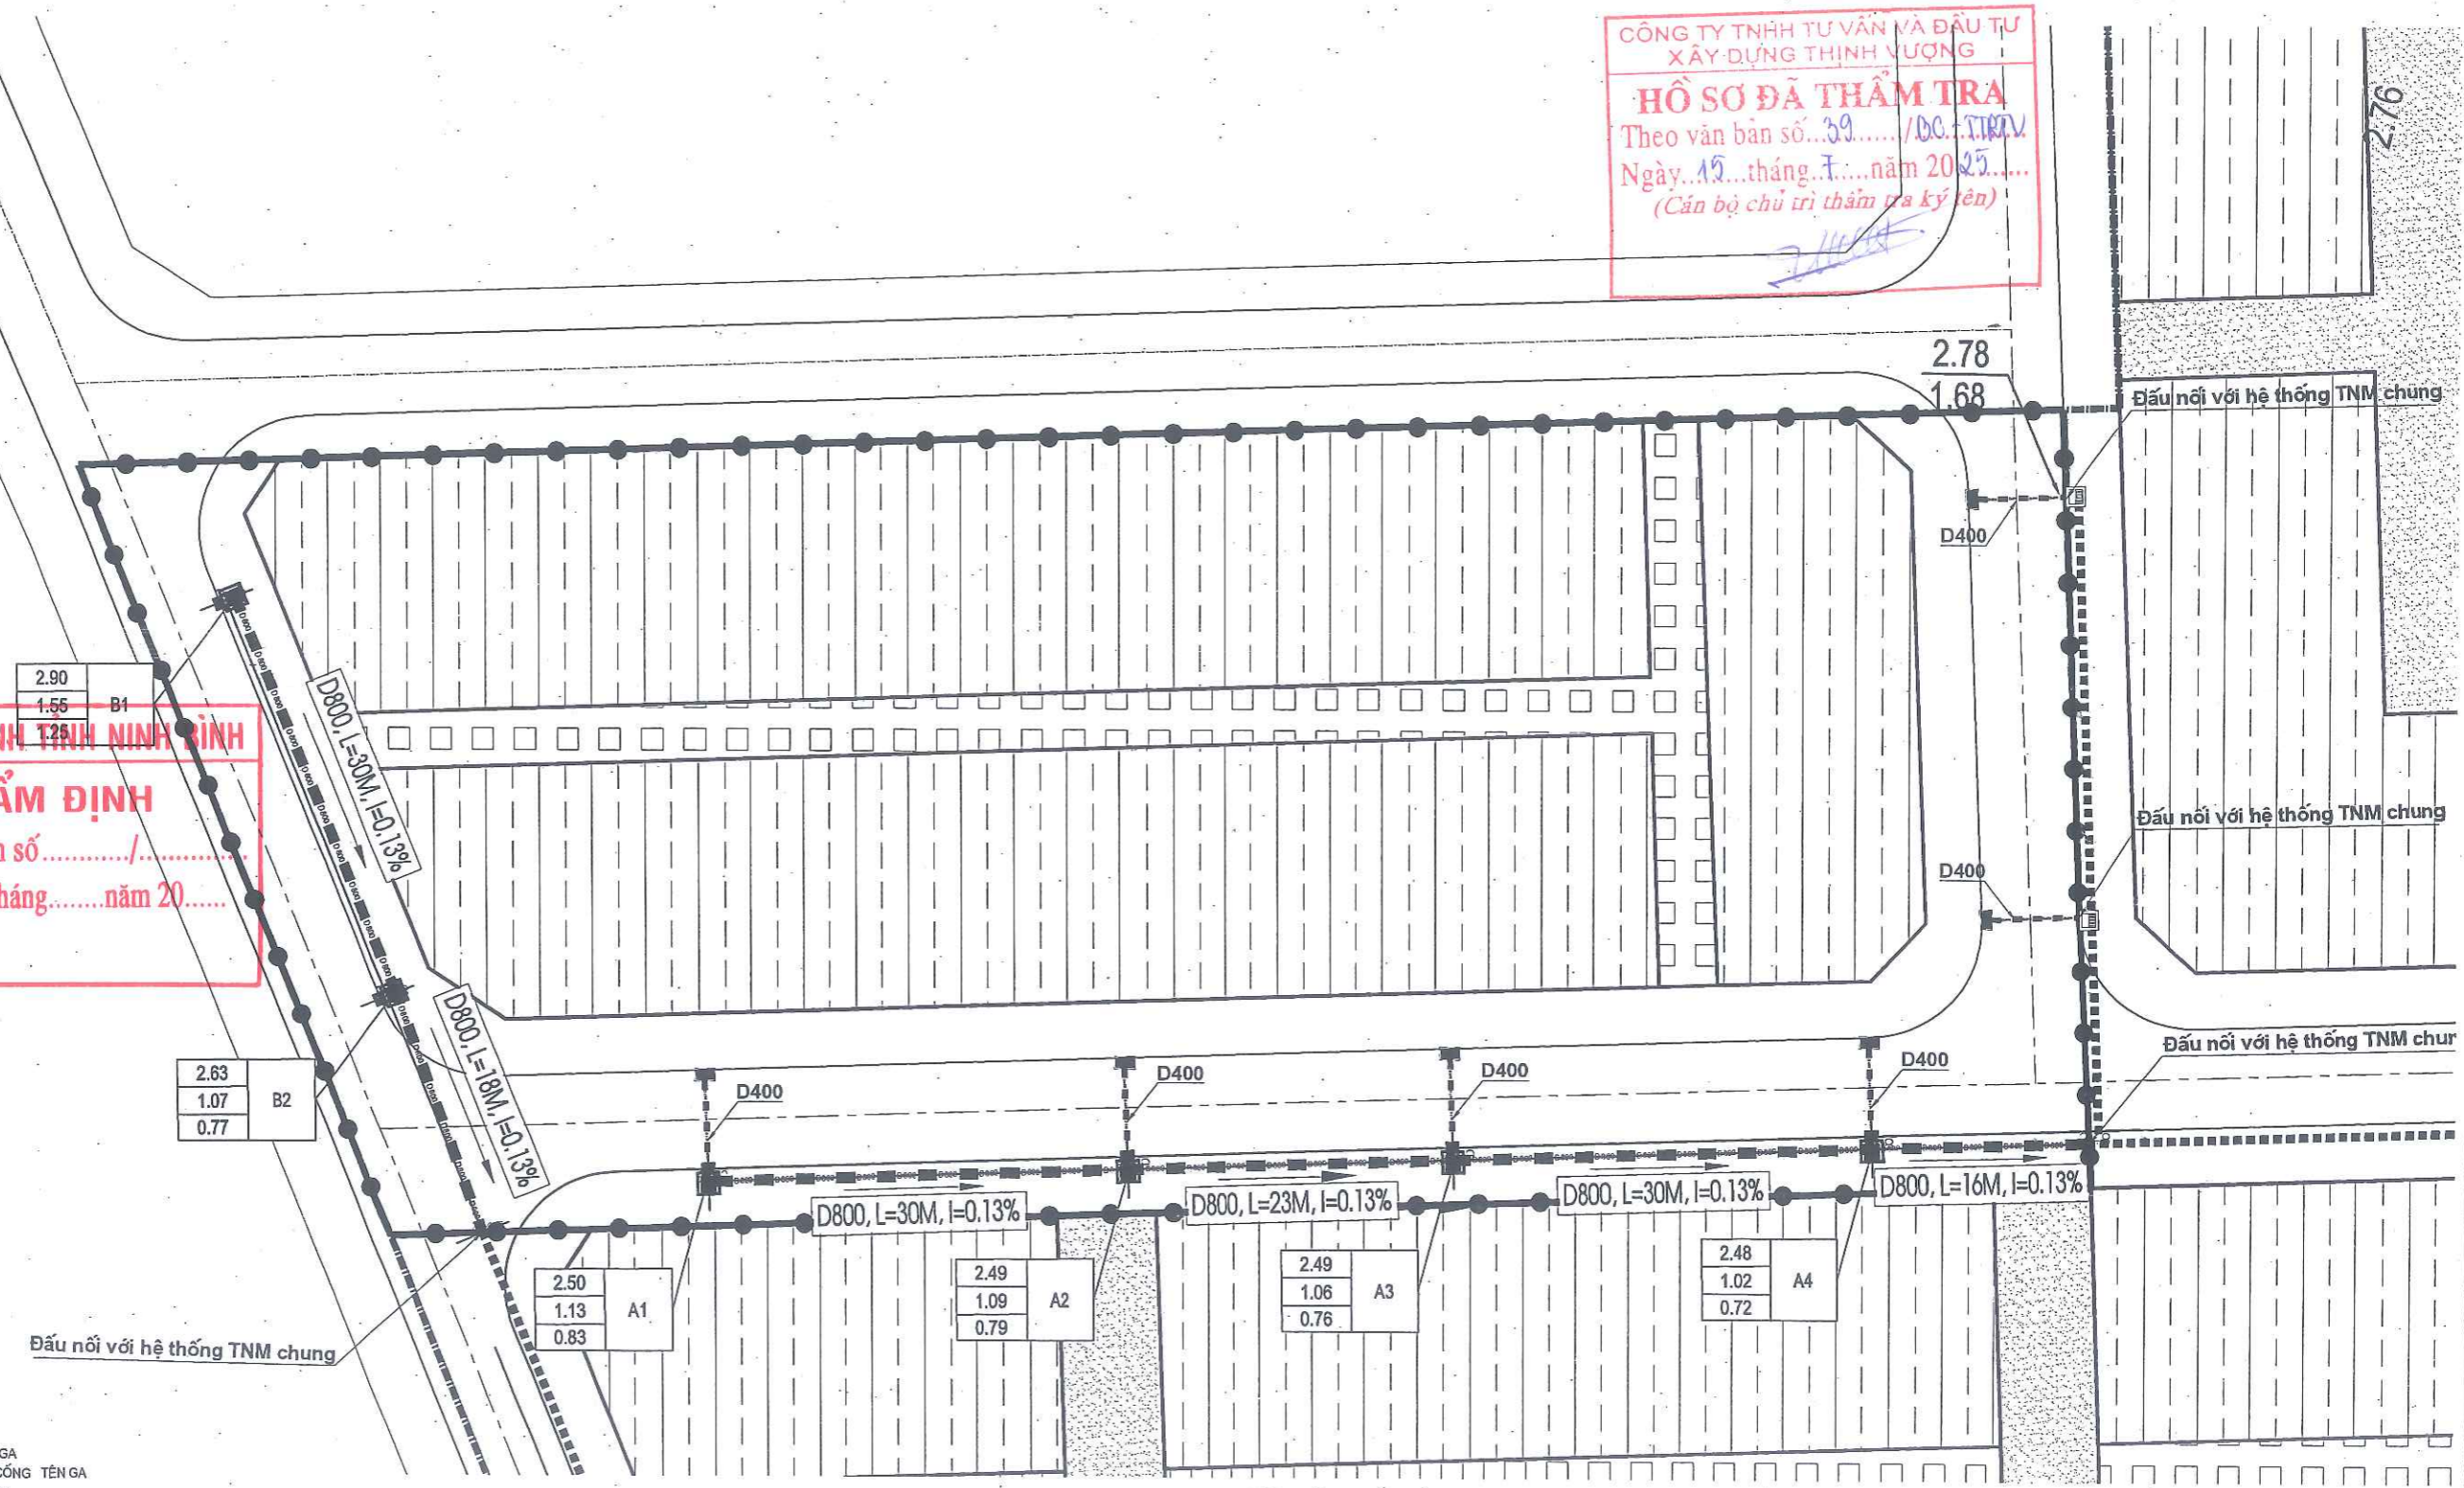 CÔNG TY TNHH TƯ VẤN VÀ ĐẦU TƯ
XÂY DỰNG THỊNH VƯỢNG
HỒ SƠ ĐÃ THẨM TRA
Theo văn bản số...39....../BC-TTRTV
Ngày..15...tháng..7....năm 2025......
(Cán bộ chủ trì thẩm tra ký tên)
2.76
2.78
1.68
Đấu nối với hệ thống TNM chung
D400
2.90
1.55
1.25
B1
D800, L=30M, I=0.13%
NH TỈNH NINH BÌNH
ẨM ĐỊNH
số............/..............
háng........năm 20......
Đấu nối với hệ thống TNM chung
D400
2.63
1.07
0.77
B2
D800, L=18M, I=0.13%
Đấu nối với hệ thống TNM chur
D400
D400
D400
D400
D800, L=30M, I=0.13%
D800, L=23M, I=0.13%
D800, L=30M, I=0.13%
D800, L=16M, I=0.13%
2.50
1.13
0.83
A1
2.49
1.09
0.79
A2
2.49
1.06
0.76
A3
2.48
1.02
0.72
A4
Đấu nối với hệ thống TNM chung
GA
CỐNG TÊN GA